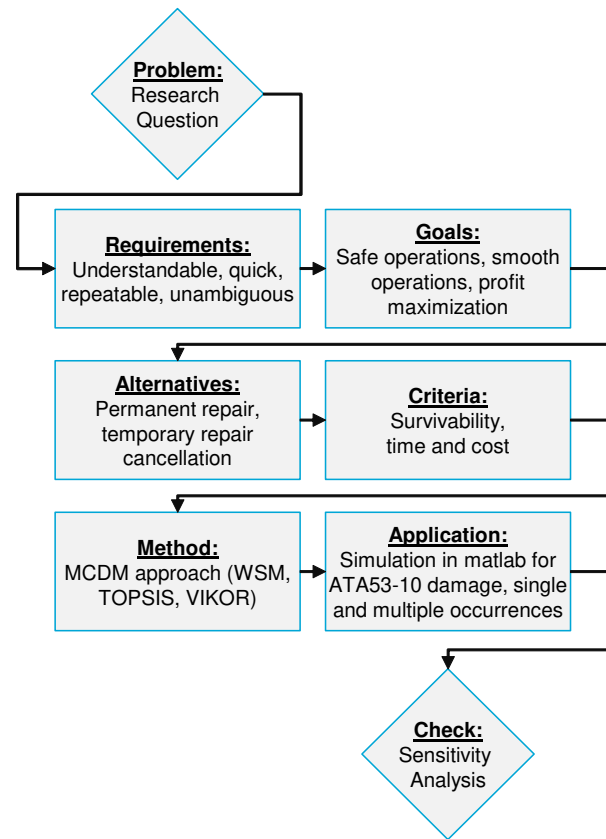 Problem:
Research
Question
Requirements:
Understandable, quick,
repeatable, unambiguous
Goals:
Safe operations, smooth
operations, profit
maximization
Alternatives:
Permanent repair,
temporary repair
cancellation
Criteria:
Survivability,
time and cost
Method:
MCDM approach (WSM,
TOPSIS, VIKOR)
Application:
Simulation in matlab for
ATA53-10 damage, single
and multiple occurrences
Check:
Sensitivity
Analysis